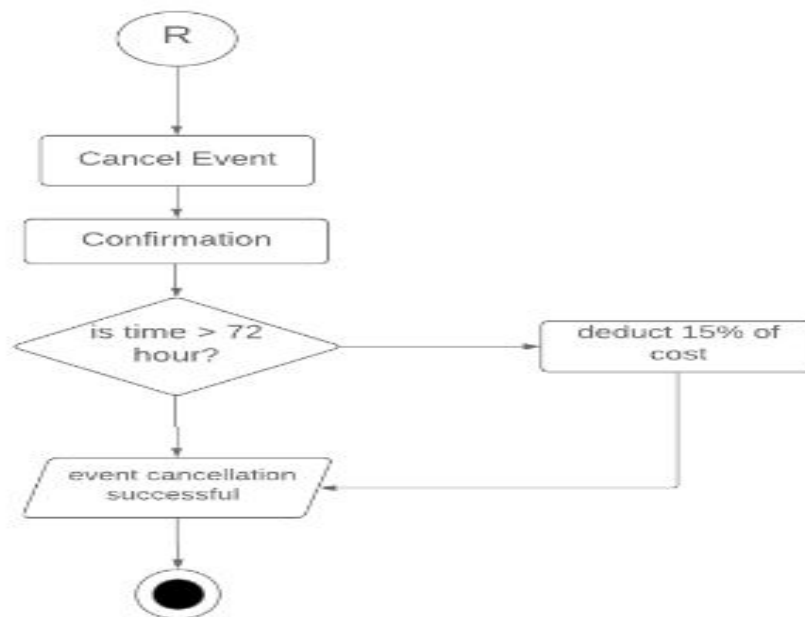 R
Cancel Event
Confirmation
is time > 72
hour?
deduct 15% of
cost
event cancellation
successful